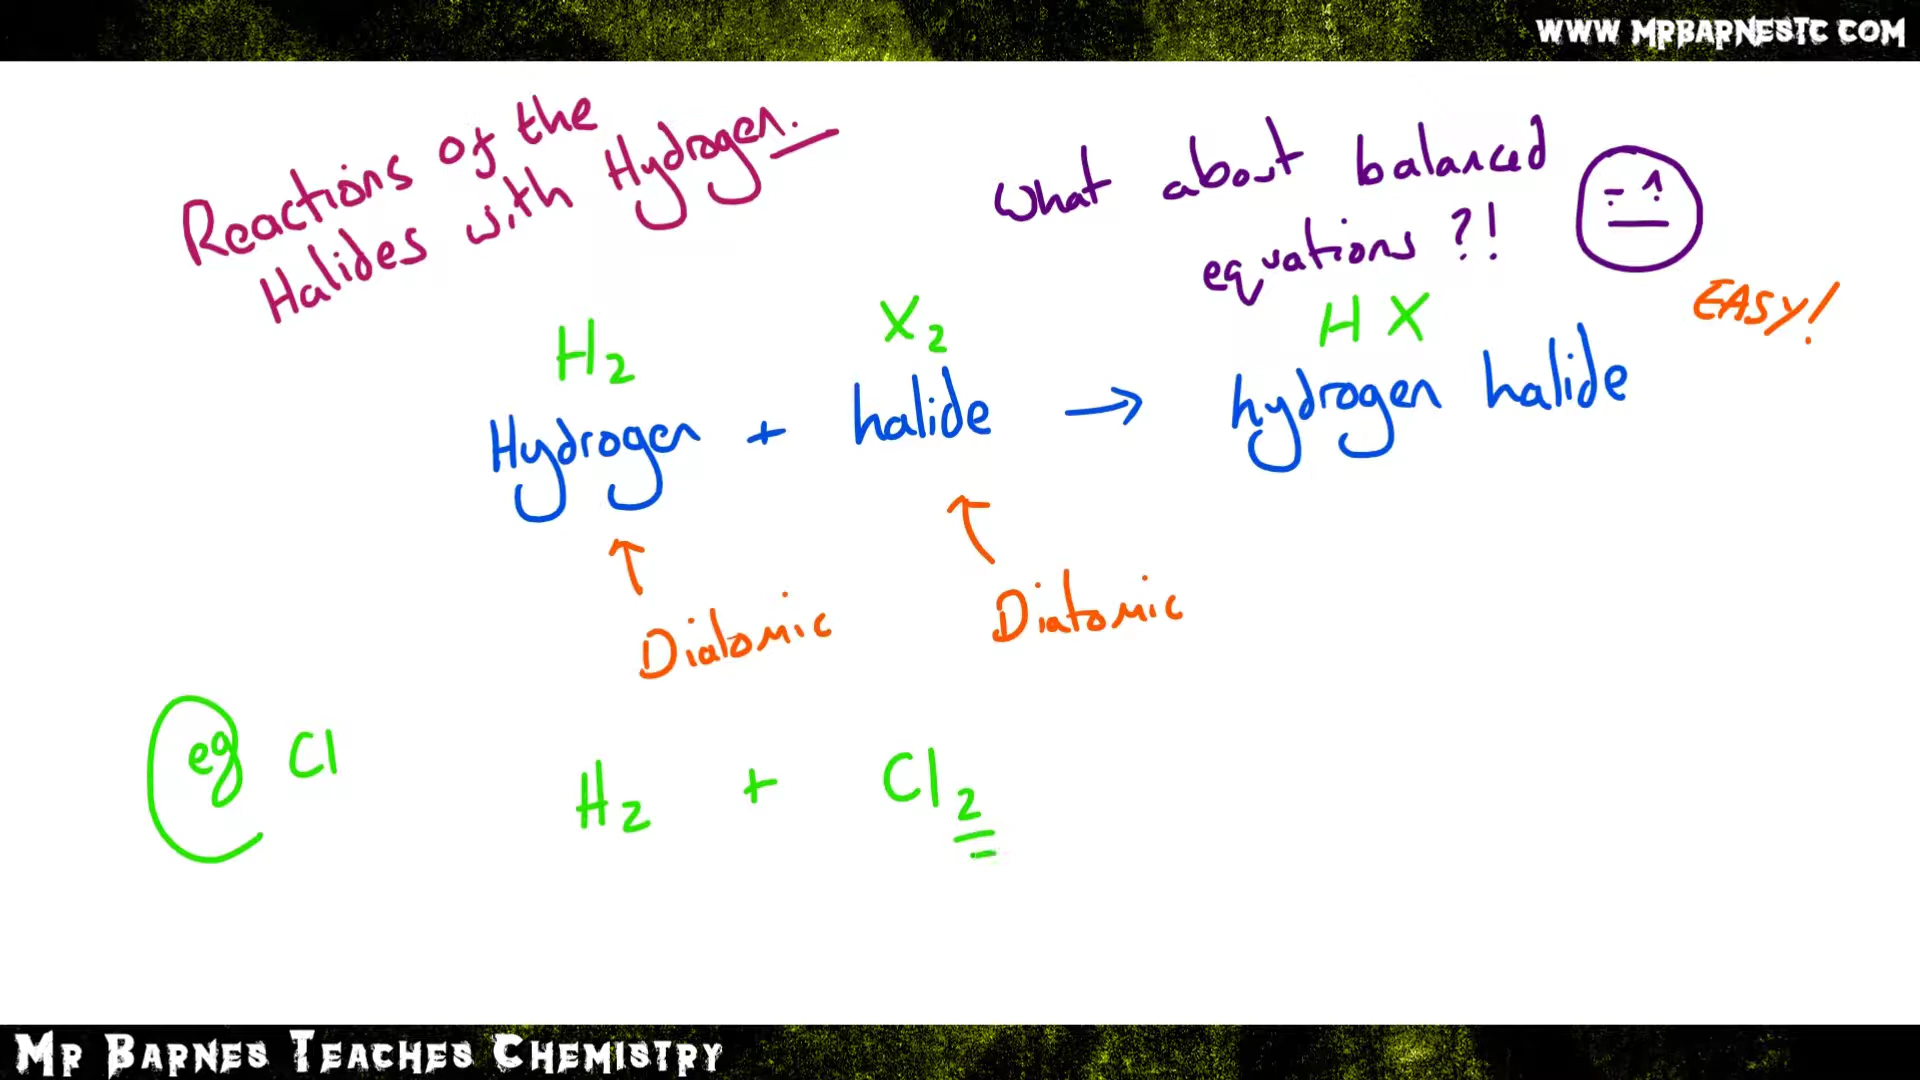 WWW MRBARNESTC COM
Reactions of the
Halides with Hydrogen.
What about balanced
equations ?!
EASY!
H2 X2 HX
Hydrogen + halide → hydrogen halide
Diatomic Diatomic
eg Cl H2 + Cl2
MR BARNES TEACHES CHEMISTRY